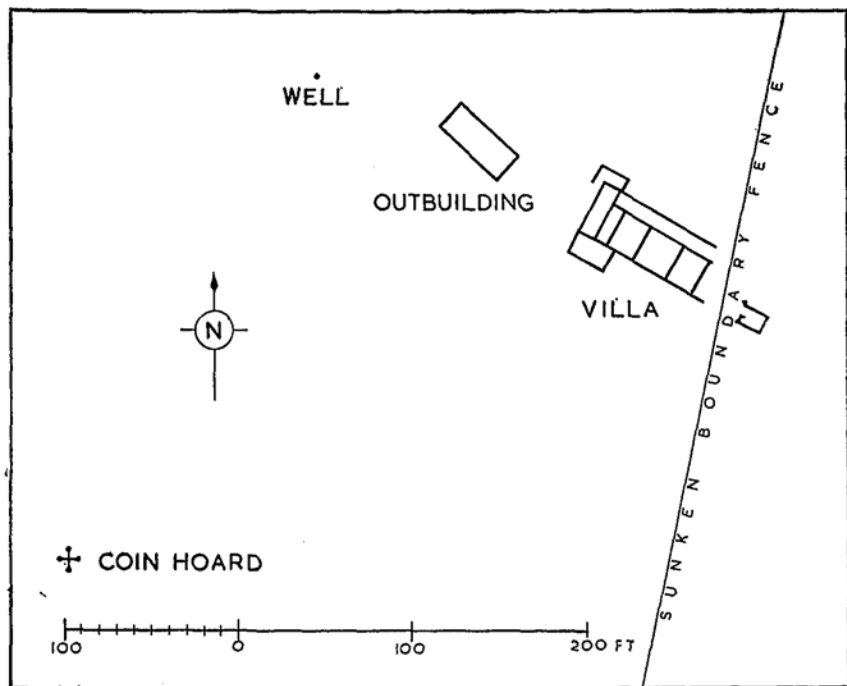 WELL
OUTBUILDING
VILLA
N
SUNKEN BOUNDARY FENCE
COIN HOARD
100 0 100 200 FT